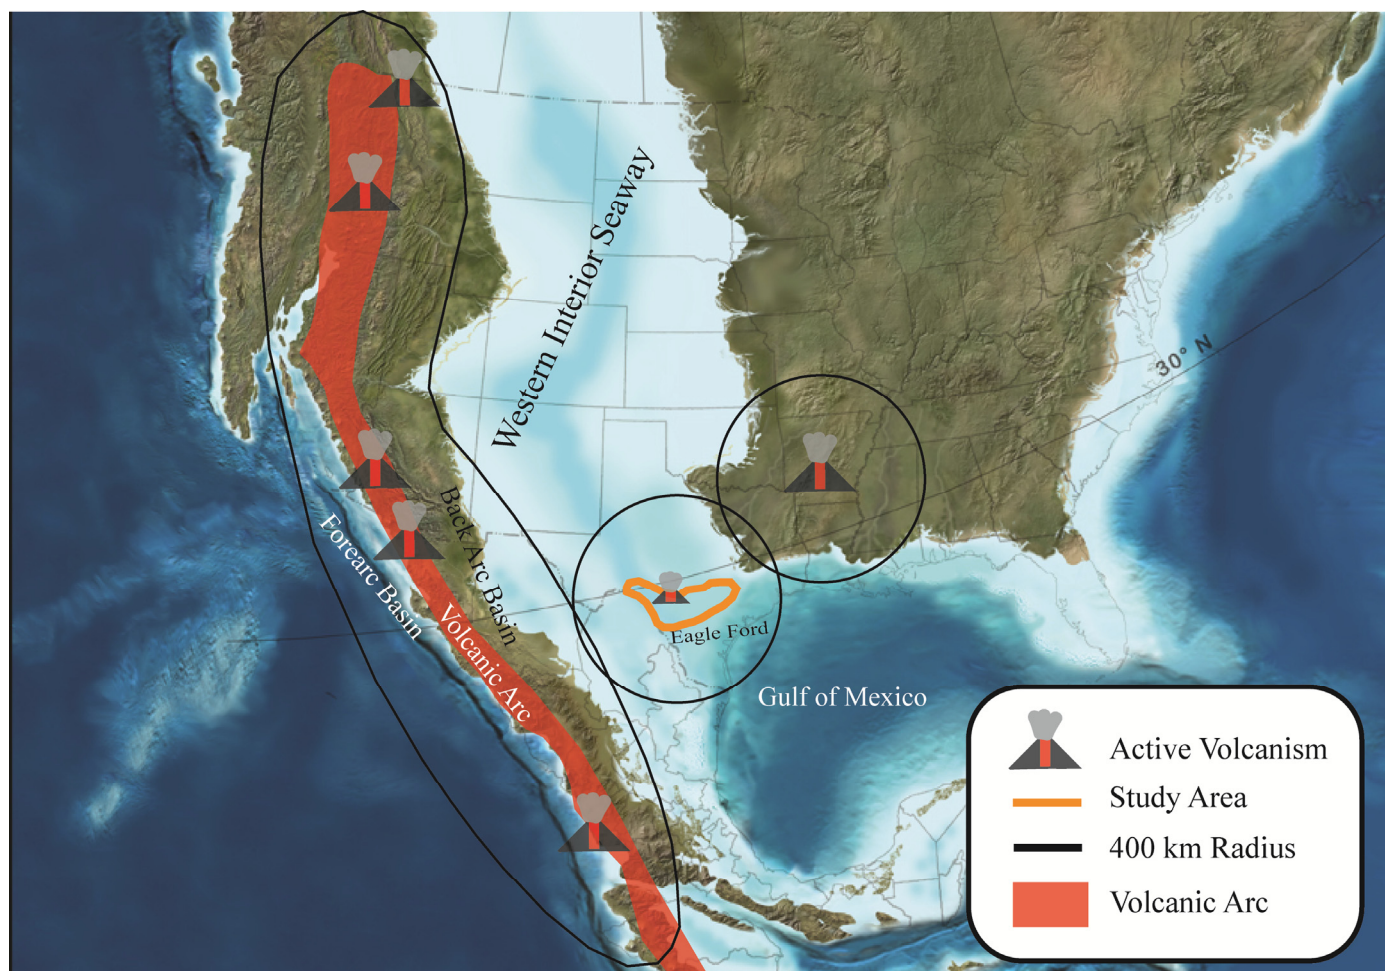 Western Interior Seaway
30° N
Back Arc Basin
Forearc Basin
Volcanic Arc
Eagle Ford
Gulf of Mexico
Active Volcanism
Study Area
400 km Radius
Volcanic Arc